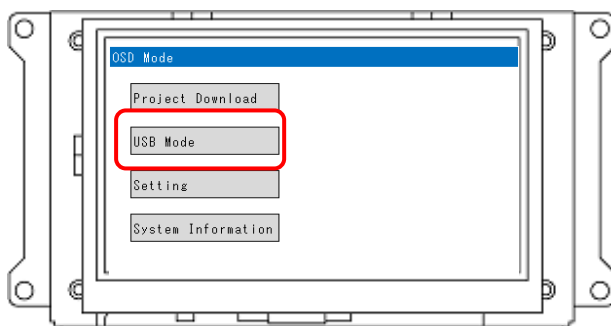 OSD Mode
Project Download
USB Mode
Setting
System Information